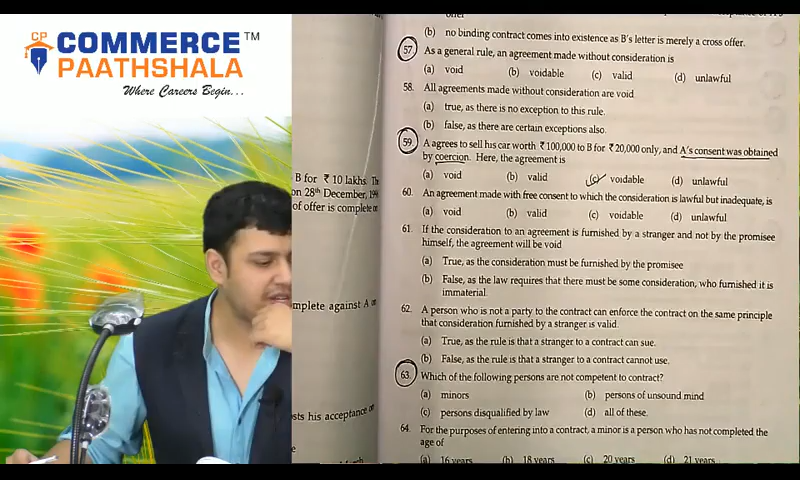 CP
COMMERCE™
PAATHSHALA
Where Careers Begin...
B for ₹ 10 lakhs.
on 28th December,
of offer is complete
mplete against A
sts his acceptance
offer
(b) no binding contract comes into existence as B's letter is merely a cross offer.
57. As a general rule, an agreement made without consideration is
(a) void (b) voidable (c) valid (d) unlawful
58. All agreements made without consideration are void
(a) true, as there is no exception to this rule.
(b) false, as there are certain exceptions also.
59. A agrees to sell his car worth ₹ 100,000 to B for ₹ 20,000 only, and A's consent was obtained
by coercion. Here, the agreement is
(a) void (b) valid (c) voidable (d) unlawful
60. An agreement made with free consent to which the consideration is lawful but inadequate, is
(a) void (b) valid (c) voidable (d) unlawful
61. If the consideration to an agreement is furnished by a stranger and not by the promisee
himself, the agreement will be void
(a) True, as the consideration must be furnished by the promisee
(b) False, as the law requires that there must be some consideration, who furnished it is
immaterial.
62. A person who is not a party to the contract can enforce the contract on the same principle
that consideration furnished by a stranger is valid.
(a) True, as the rule is that a stranger to a contract can sue.
(b) False, as the rule is that a stranger to a contract cannot use.
63. Which of the following persons are not competent to contract?
(a) minors (b) persons of unsound mind
(c) persons disqualified by law (d) all of these.
64. For the purposes of entering into a contract, a minor is a person who has not completed the
age of
(a) 16 years (b) 18 years (c) 20 years (d) 21 years